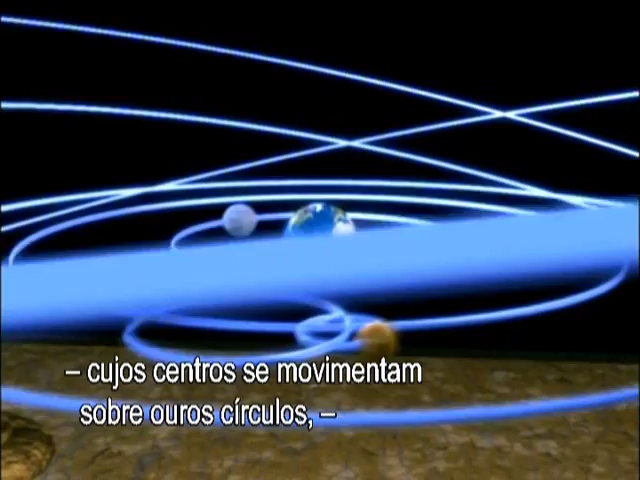 – cujos centros se movimentam
sobre ouros círculos, –